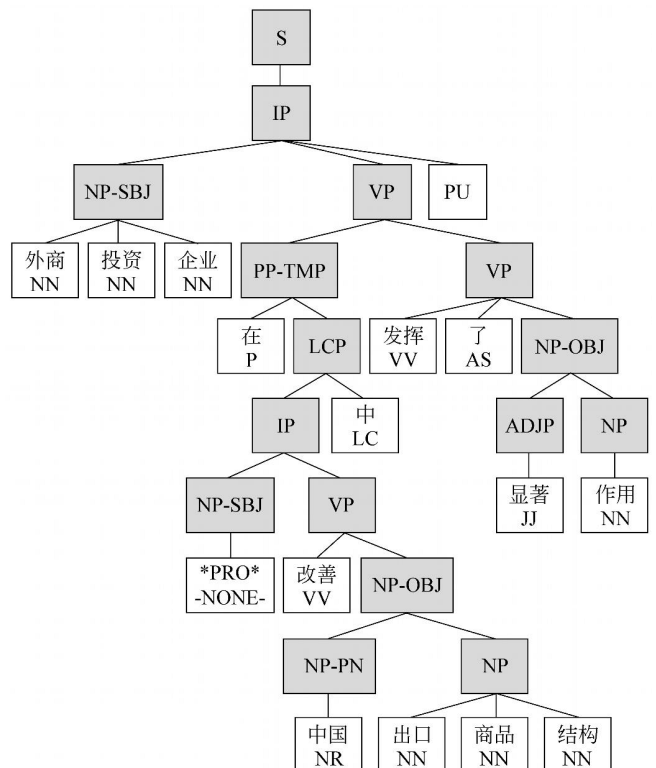 S
IP
NP-SBJ VP PU
外商 投资 企业 PP-TMP VP
NN NN NN
在 LCP 发挥 了 NP-OBJ
P VV AS
IP 中 ADJP NP
LC
NP-SBJ VP 显著 作用
JJ NN
*PRO* 改善 NP-OBJ
-NONE- VV
NP-PN NP
中国 出口 商品 结构
NR NN NN NN